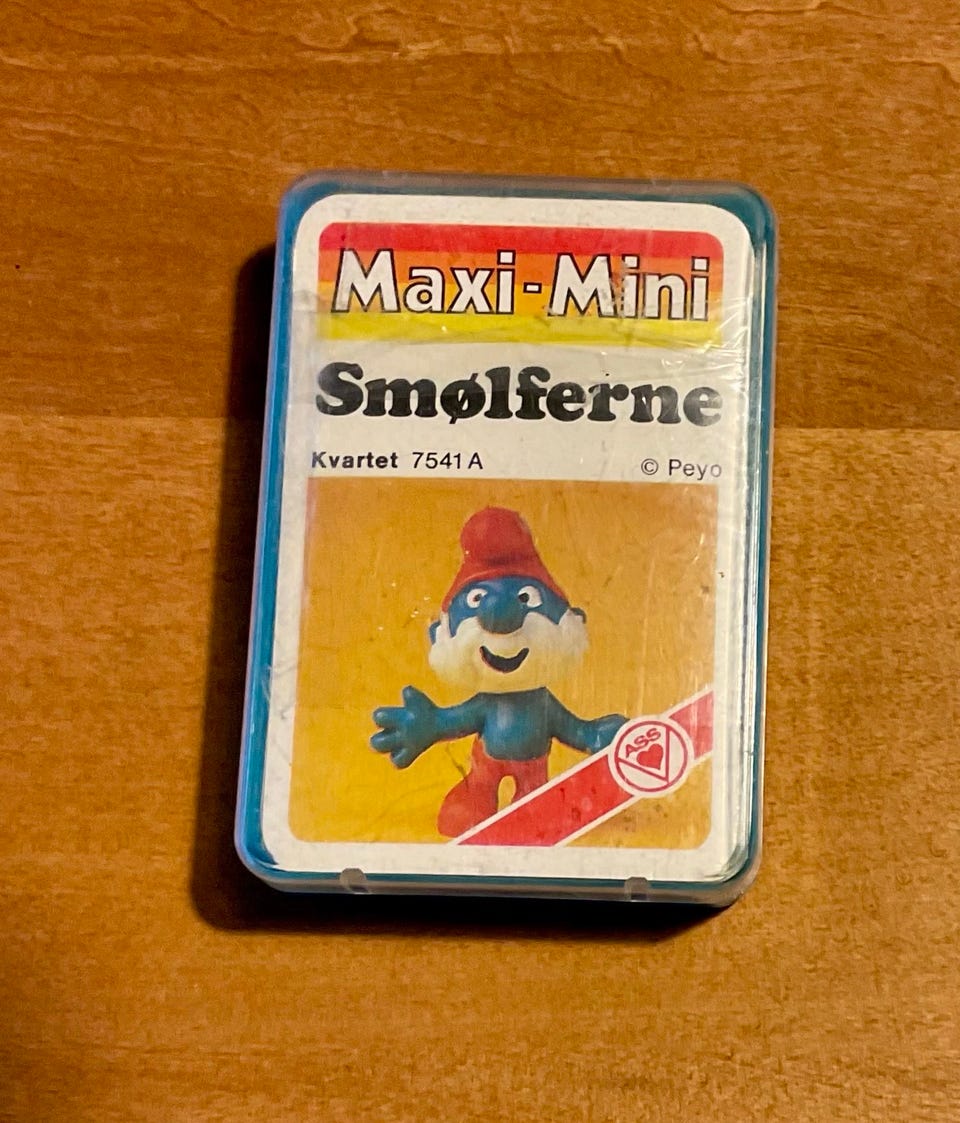 Maxi-Mini
Smølferne
Kvartet 7541 A
© Peyo
ASS